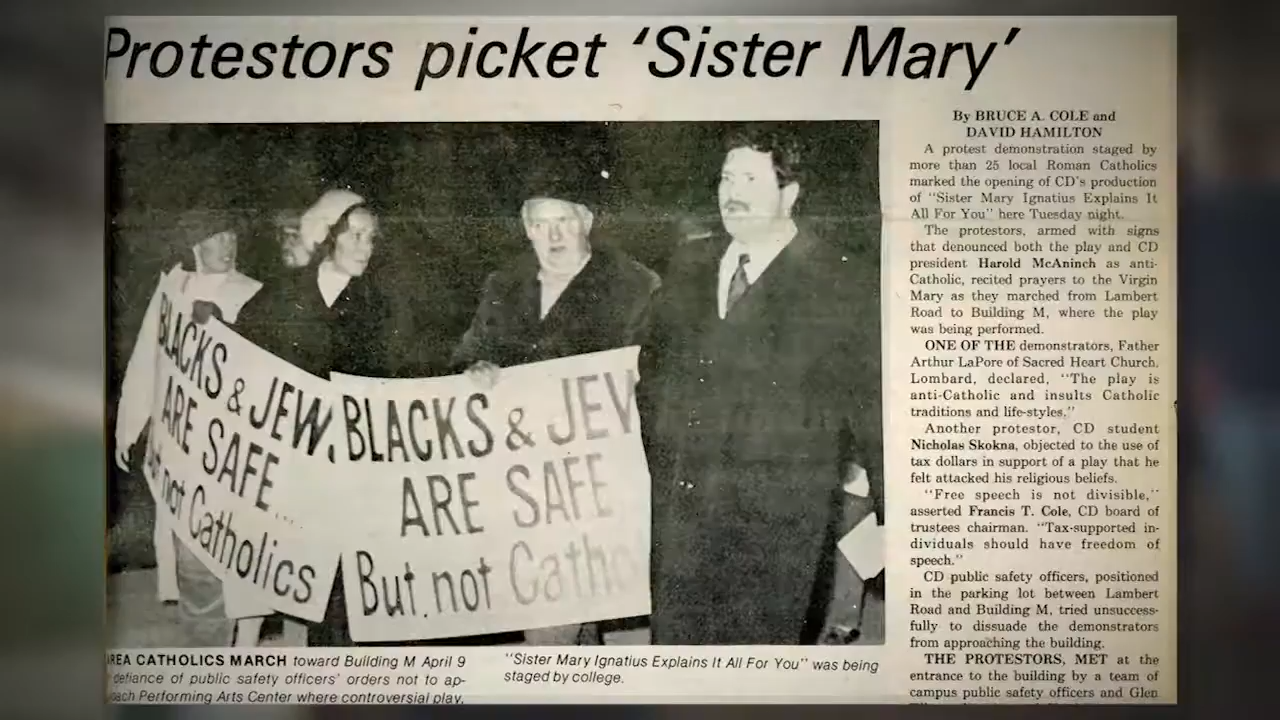 Protestors picket ‘Sister Mary’
BLACKS & JEW
ARE SAFE...
not Catholics
BLACKS & JEW
ARE SAFE
But not Catho
AREA CATHOLICS MARCH toward Building M April 9
defiance of public safety officers’ orders not to ap-
Performing Arts Center where controversial play,
“Sister Mary Ignatius Explains It All For You” was being
staged by college.
By BRUCE A. COLE and
DAVID HAMILTON
A protest demonstration staged by
more than 25 local Roman Catholics
marked the opening of CD’s production
of “Sister Mary Ignatius Explains It
All For You” here Tuesday night.
The protestors, armed with signs
that denounced both the play and CD
president Harold McAninch as anti-
Catholic, recited prayers to the Virgin
Mary as they marched from Lambert
Road to Building M, where the play
was being performed.
ONE OF THE demonstrators, Father
Arthur LaPore of Sacred Heart Church,
Lombard, declared, “The play is
anti-Catholic and insults Catholic
traditions and life-styles.”
Another protestor, CD student
Nicholas Skokna, objected to the use of
tax dollars in support of a play that he
felt attacked his religious beliefs.
“Free speech is not divisible,”
asserted Francis T. Cole, CD board of
trustees chairman. “Tax-supported in-
dividuals should have freedom of
speech.”
CD public safety officers, positioned
in the parking lot between Lambert
Road and Building M, tried unsuccess-
fully to dissuade the demonstrators
from approaching the building.
THE PROTESTORS, MET at the
entrance to the building by a team of
campus public safety officers and Glen